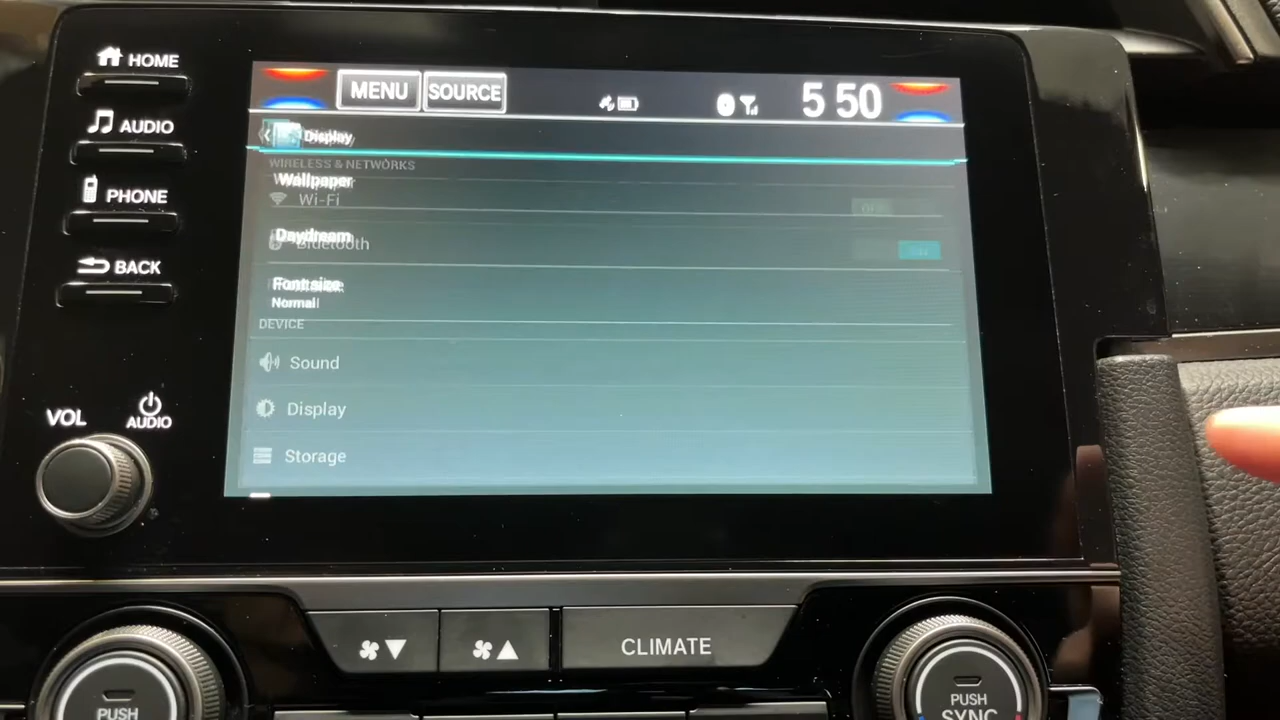 HOME
AUDIO
PHONE
BACK
VOL
AUDIO
MENU SOURCE 5 50
Display
WIRELESS & NETWORKS
Wallpaper
Wi-Fi
Daydream
Bluetooth
Font size
Normal
DEVICE
Sound
Display
Storage
CLIMATE
PUSH
PUSH
SYNC